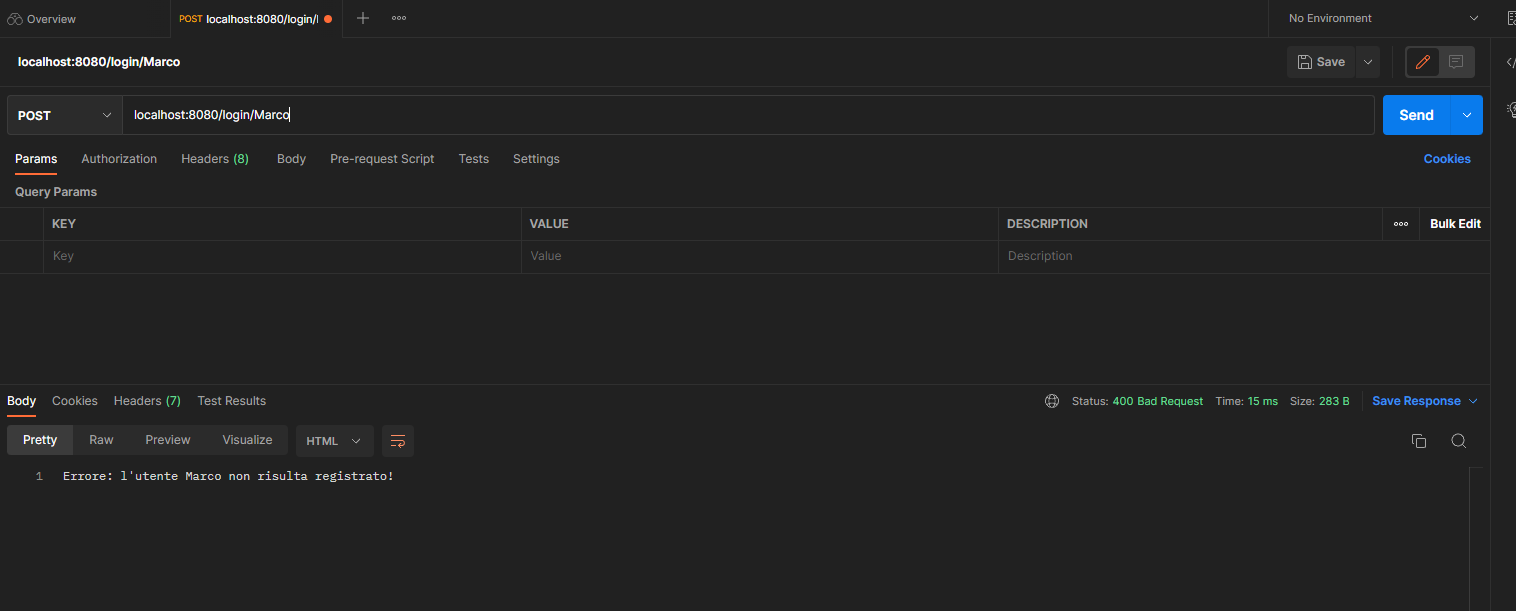 Overview
POST localhost:8080/login/
No Environment
localhost:8080/login/Marco
Save
POST localhost:8080/login/Marco
Send
Params Authorization Headers (8) Body Pre-request Script Tests Settings Cookies
Query Params
KEY VALUE DESCRIPTION Bulk Edit
Key Value Description
Body Cookies Headers (7) Test Results Status: 400 Bad Request Time: 15 ms Size: 283 B Save Response
Pretty Raw Preview Visualize HTML
1 Errore: l'utente Marco non risulta registrato!